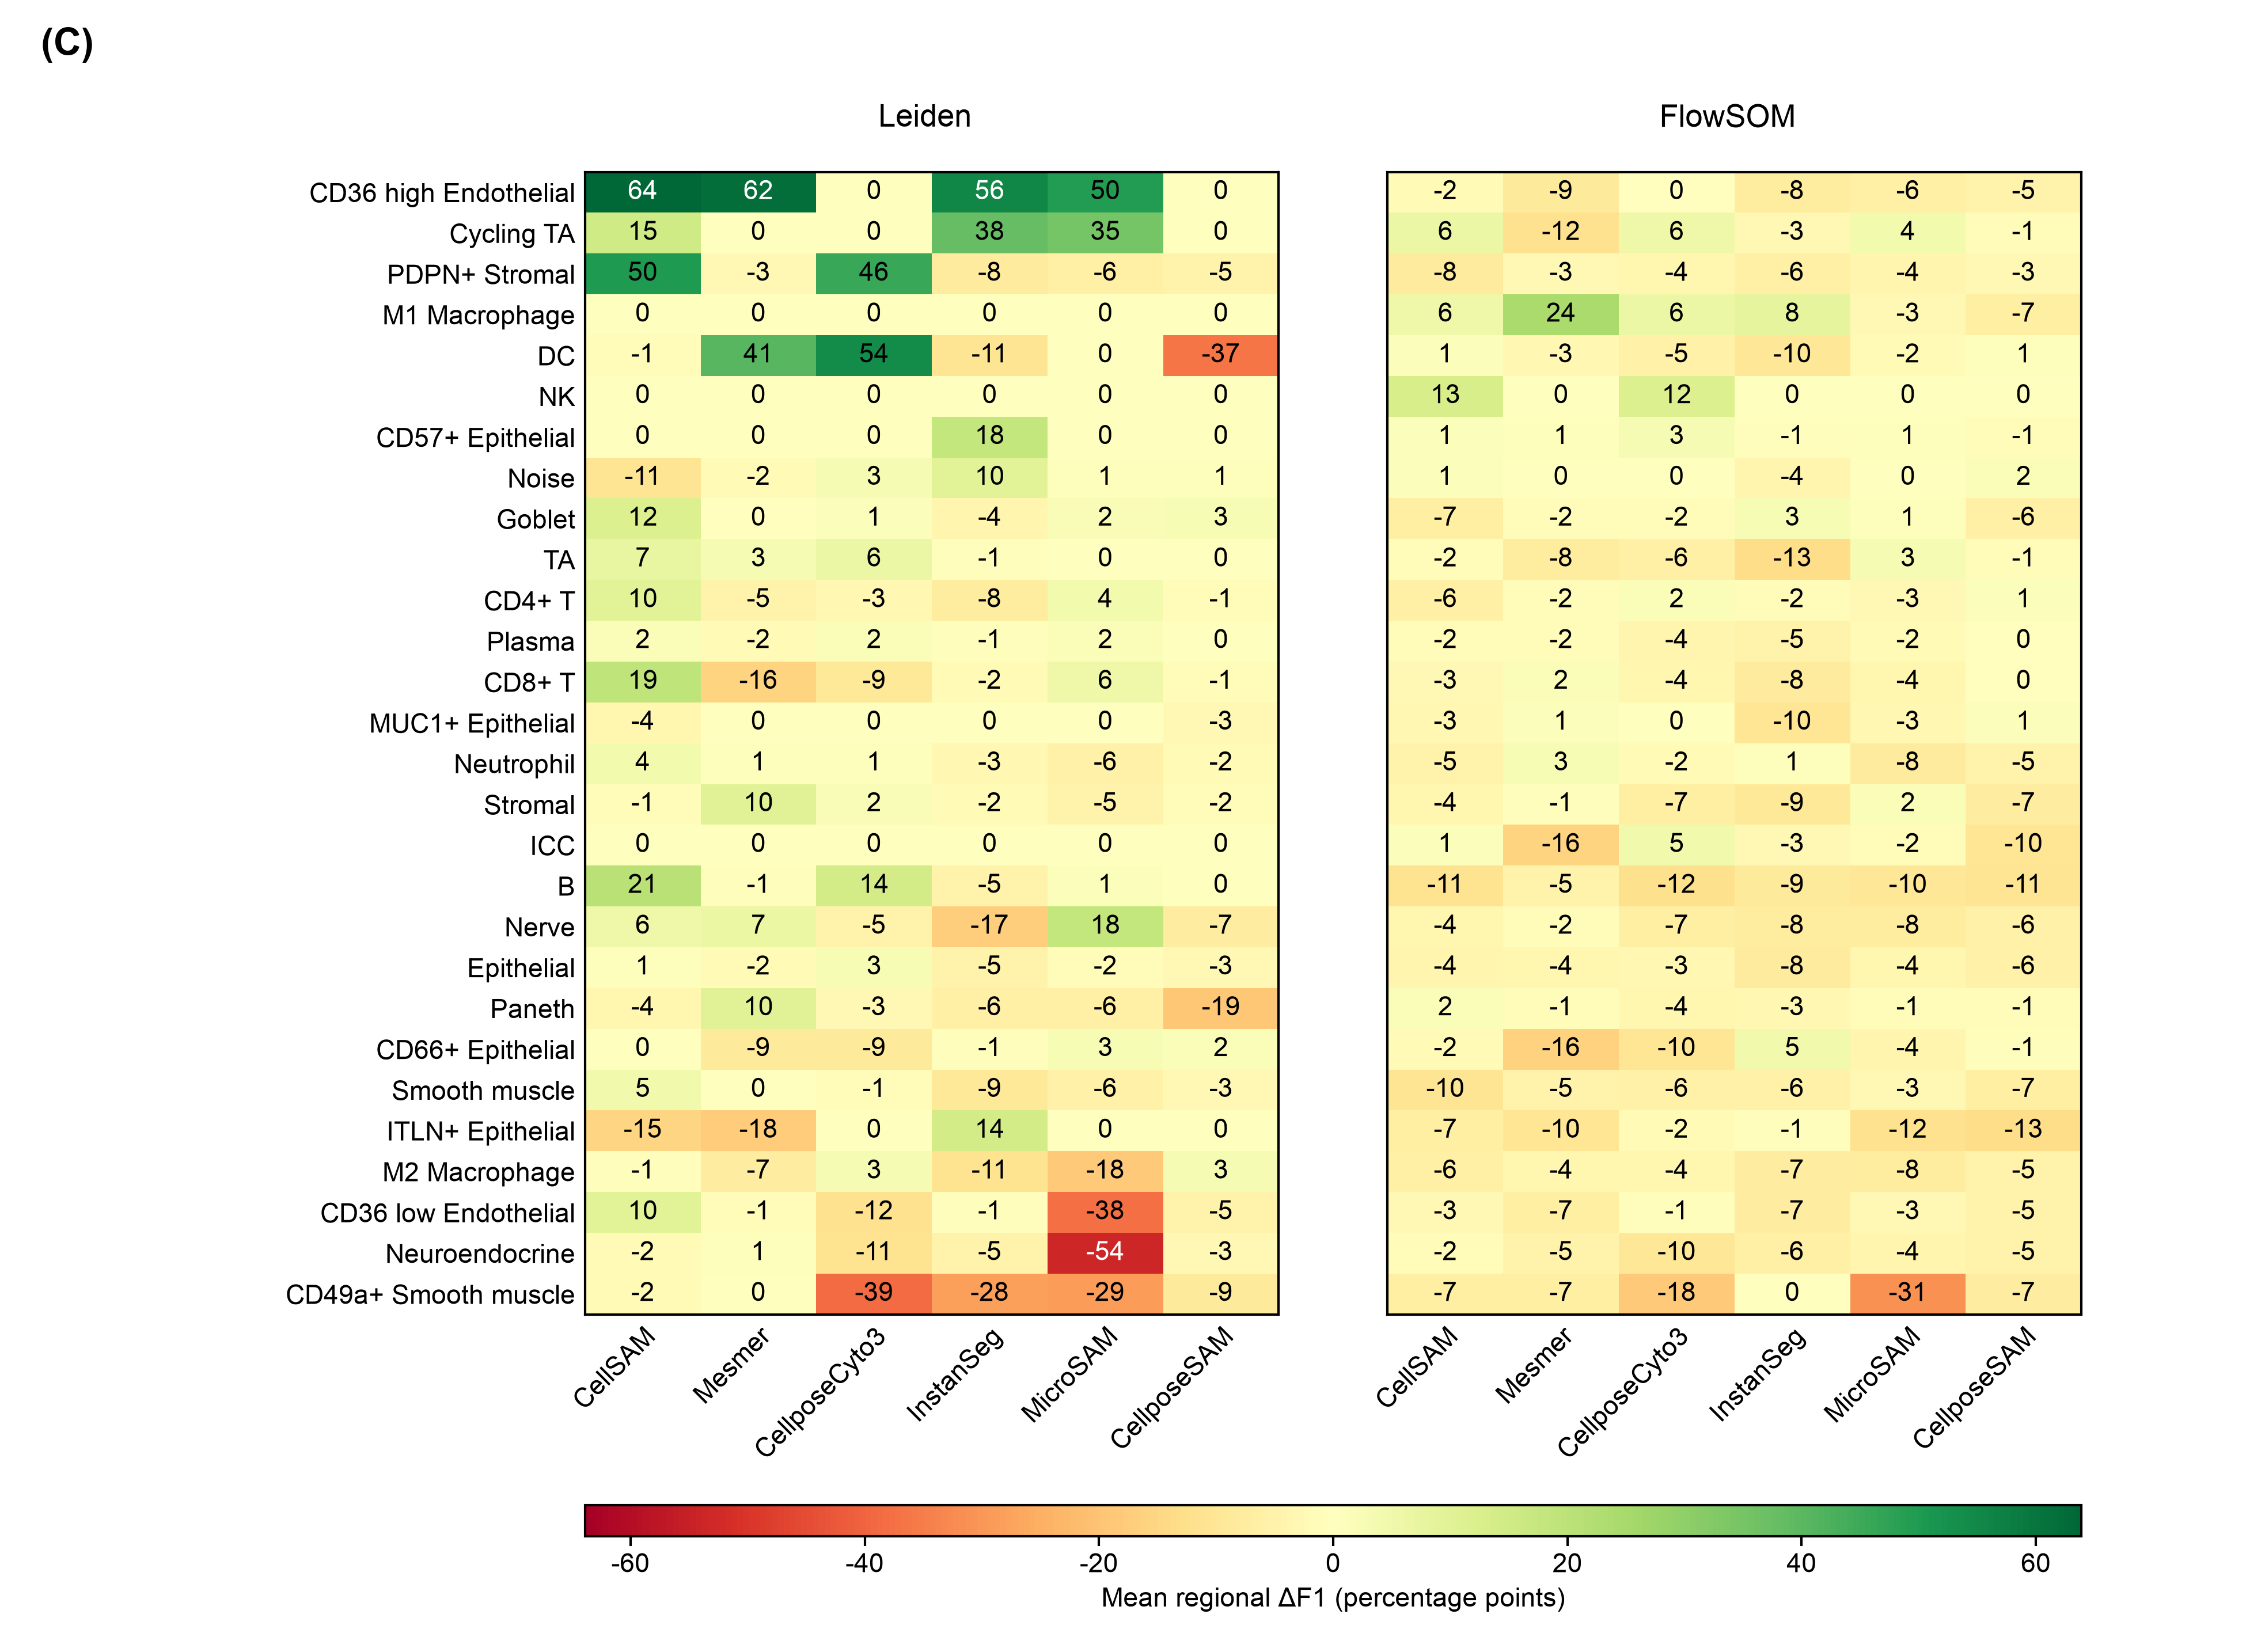 (C)
Leiden FlowSOM
CD36 high Endothelial 64 62 0 56 50 0 -2 -9 0 -8 -6 -5
Cycling TA 15 0 0 38 35 0 6 -12 6 -3 4 -1
PDPN+ Stromal 50 -3 46 -8 -6 -5 -8 -3 -4 -6 -4 -3
M1 Macrophage 0 0 0 0 0 0 6 24 6 8 -3 -7
DC -1 41 54 -11 0 -37 1 -3 -5 -10 -2 1
NK 0 0 0 0 0 0 13 0 12 0 0 0
CD57+ Epithelial 0 0 0 18 0 0 1 1 3 -1 1 -1
Noise -11 -2 3 10 1 1 1 0 0 -4 0 2
Goblet 12 0 1 -4 2 3 -7 -2 -2 3 1 -6
TA 7 3 6 -1 0 0 -2 -8 -6 -13 3 -1
CD4+ T 10 -5 -3 -8 4 -1 -6 -2 2 -2 -3 1
Plasma 2 -2 2 -1 2 0 -2 -2 -4 -5 -2 0
CD8+ T 19 -16 -9 -2 6 -1 -3 2 -4 -8 -4 0
MUC1+ Epithelial -4 0 0 0 0 -3 -3 1 0 -10 -3 1
Neutrophil 4 1 1 -3 -6 -2 -5 3 -2 1 -8 -5
Stromal -1 10 2 -2 -5 -2 -4 -1 -7 -9 2 -7
ICC 0 0 0 0 0 0 1 -16 5 -3 -2 -10
B 21 -1 14 -5 1 0 -11 -5 -12 -9 -10 -11
Nerve 6 7 -5 -17 18 -7 -4 -2 -7 -8 -8 -6
Epithelial 1 -2 3 -5 -2 -3 -4 -4 -3 -8 -4 -6
Paneth -4 10 -3 -6 -6 -19 2 -1 -4 -3 -1 -1
CD66+ Epithelial 0 -9 -9 -1 3 2 -2 -16 -10 5 -4 -1
Smooth muscle 5 0 -1 -9 -6 -3 -10 -5 -6 -6 -3 -7
ITLN+ Epithelial -15 -18 0 14 0 0 -7 -10 -2 -1 -12 -13
M2 Macrophage -1 -7 3 -11 -18 3 -6 -4 -4 -7 -8 -5
CD36 low Endothelial 10 -1 -12 -1 -38 -5 -3 -7 -1 -7 -3 -5
Neuroendocrine -2 1 -11 -5 -54 -3 -2 -5 -10 -6 -4 -5
CD49a+ Smooth muscle -2 0 -39 -28 -29 -9 -7 -7 -18 0 -31 -7
CellSAM Mesmer CellposeCyto3 InstanSeg MicroSAM CellposeSAM CellSAM Mesmer CellposeCyto3 InstanSeg MicroSAM CellposeSAM
-60 -40 -20 0 20 40 60
Mean regional ΔF1 (percentage points)